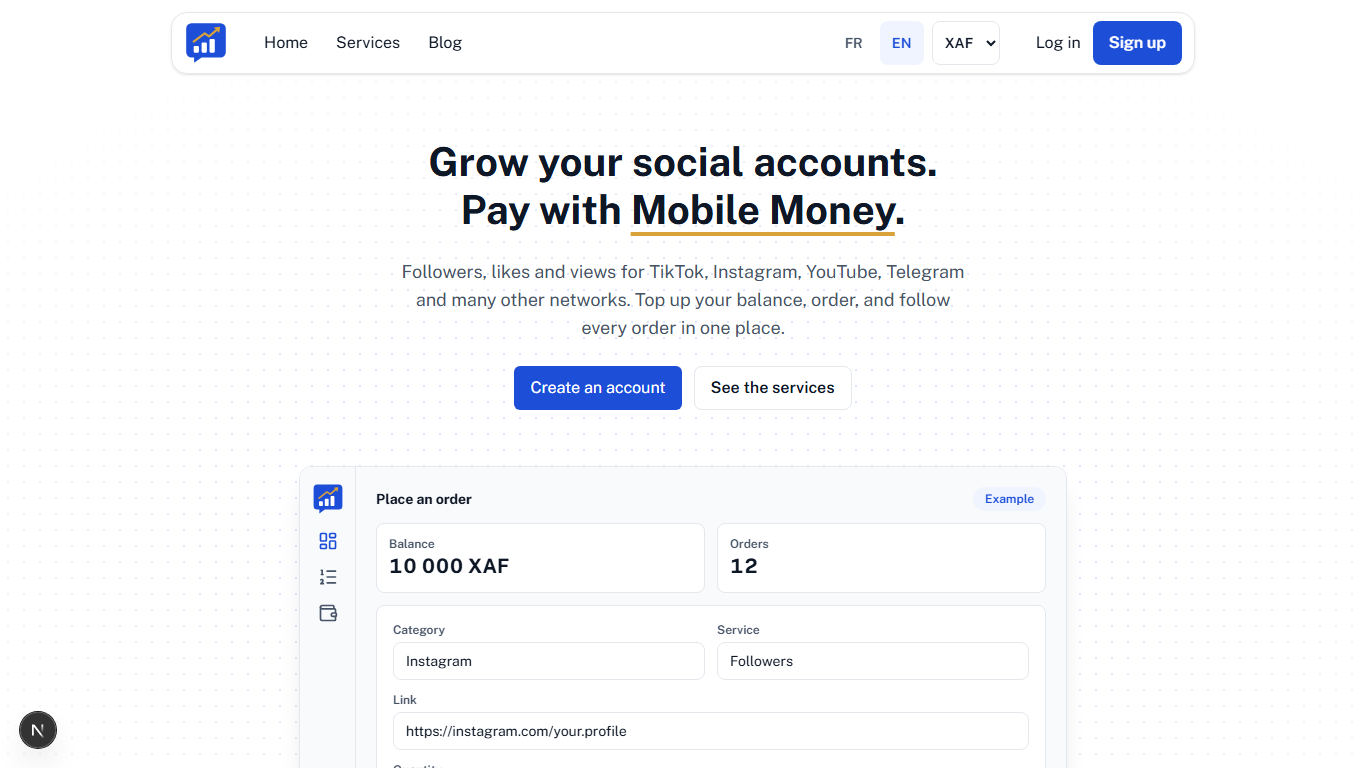 Home Services Blog FR EN XAF Log in Sign up
Grow your social accounts.
Pay with Mobile Money.
Followers, likes and views for TikTok, Instagram, YouTube, Telegram
and many other networks. Top up your balance, order, and follow
every order in one place.
Create an account See the services
Place an order Example
Balance Orders
10 000 XAF 12
Category Service
Instagram Followers
Link
https://instagram.com/your.profile
N